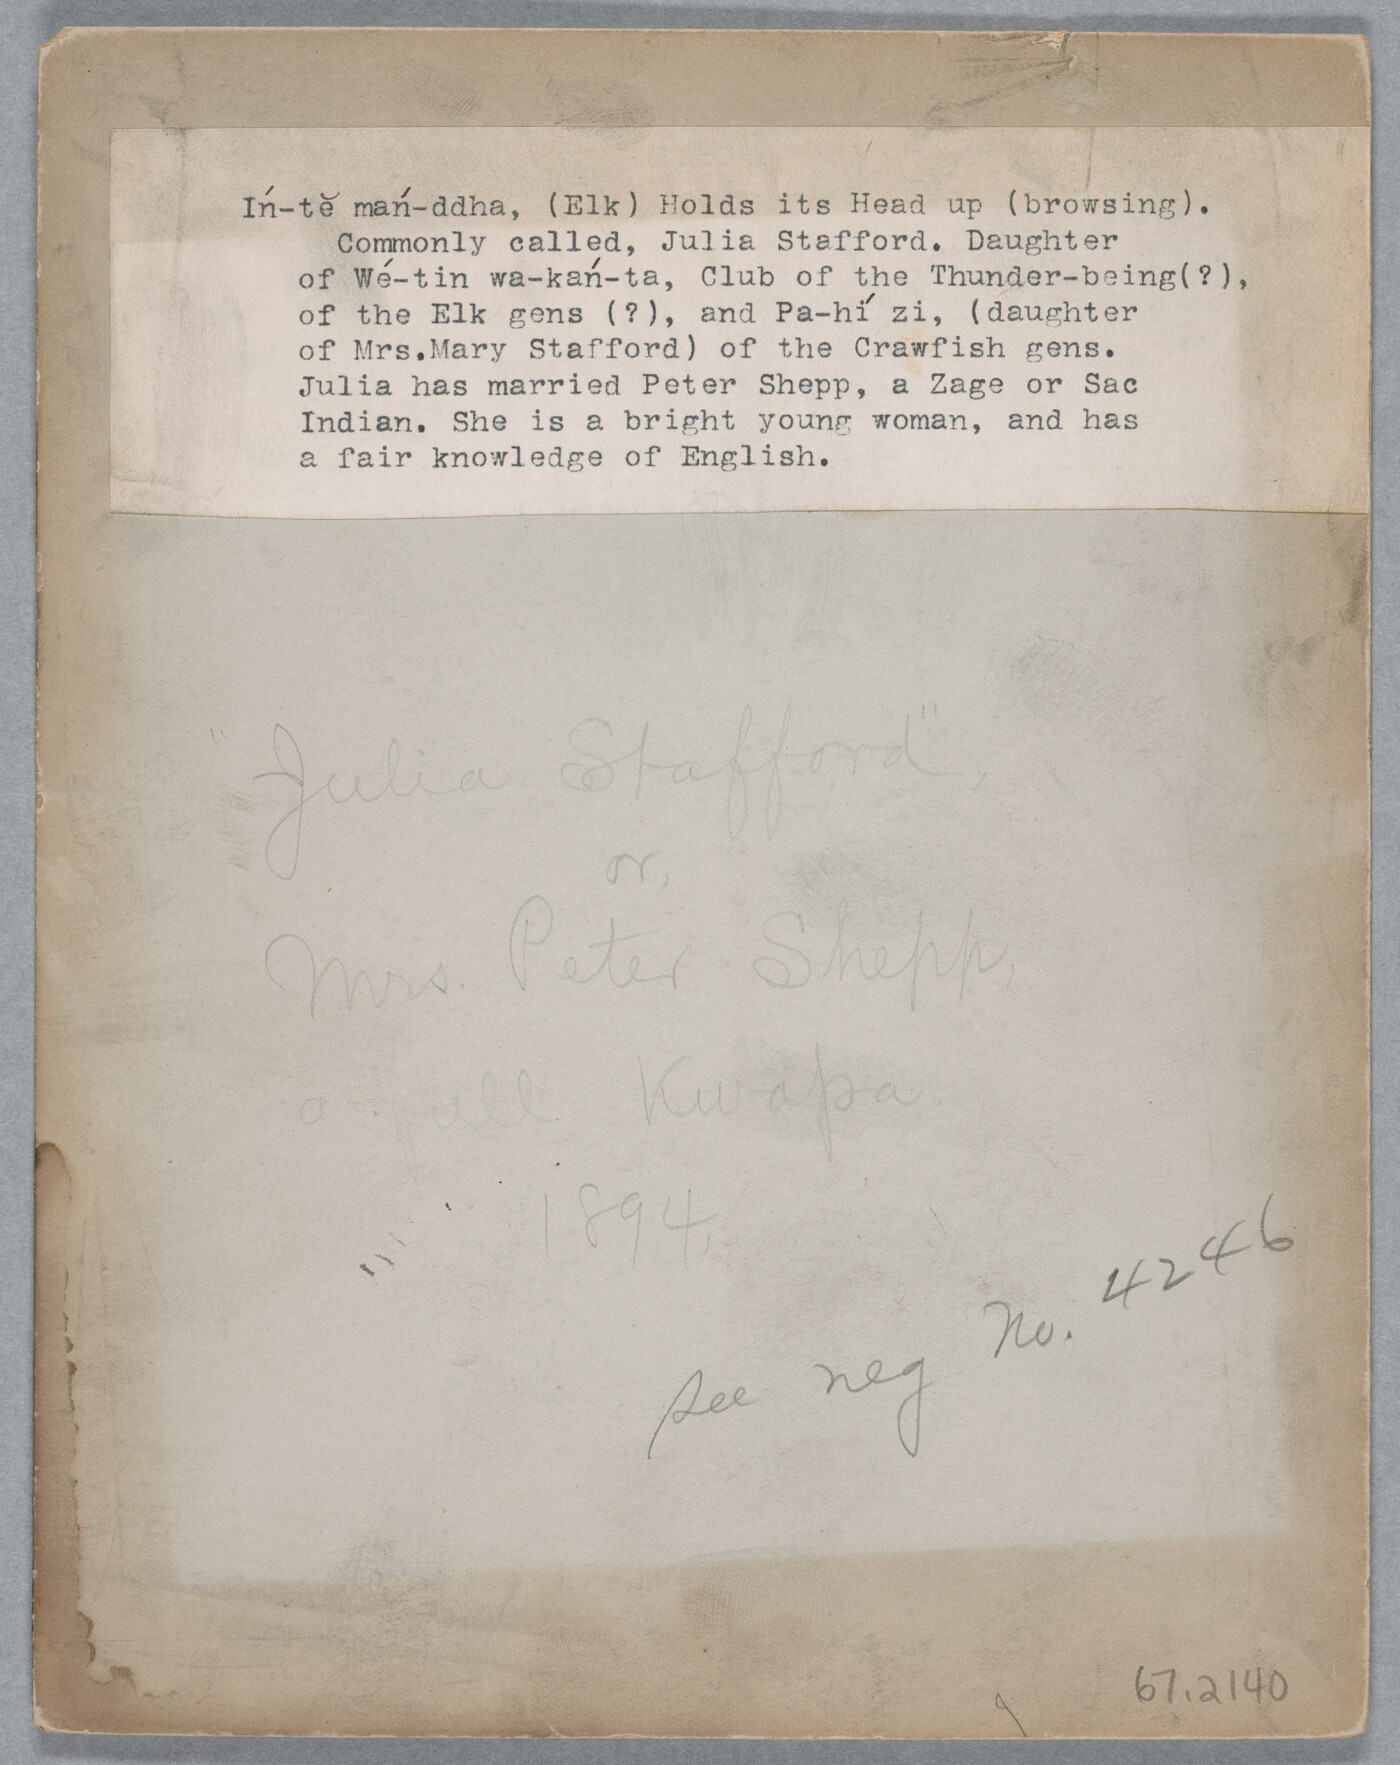 Iń-tĕ mań-ddha, (Elk) Holds its Head up (browsing).
Commonly called, Julia Stafford. Daughter
of Wé-tin wa-kań-ta, Club of the Thunder-being(?),
of the Elk gens (?), and Pa-hí zi, (daughter
of Mrs.Mary Stafford) of the Crawfish gens.
Julia has married Peter Shepp, a Zage or Sac
Indian. She is a bright young woman, and has
a fair knowledge of English.
"Julia Stafford",
or,
Mrs. Peter Shepp,
a full Kwapa.
1894,
see neg No. 4246
67.2140